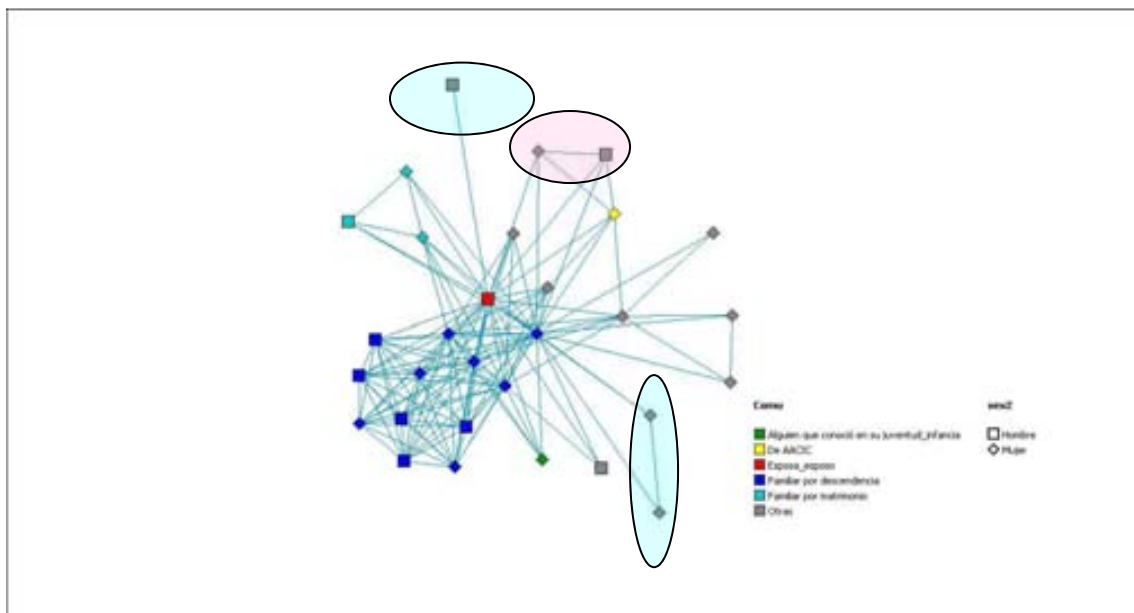 Como
Alguien que conoció en su juventud_infancia
De AACIC
Esposa_esposo
Familiar por descendencia
Familiar por matrimonio
Otras
sex2
Hombre
Mujer